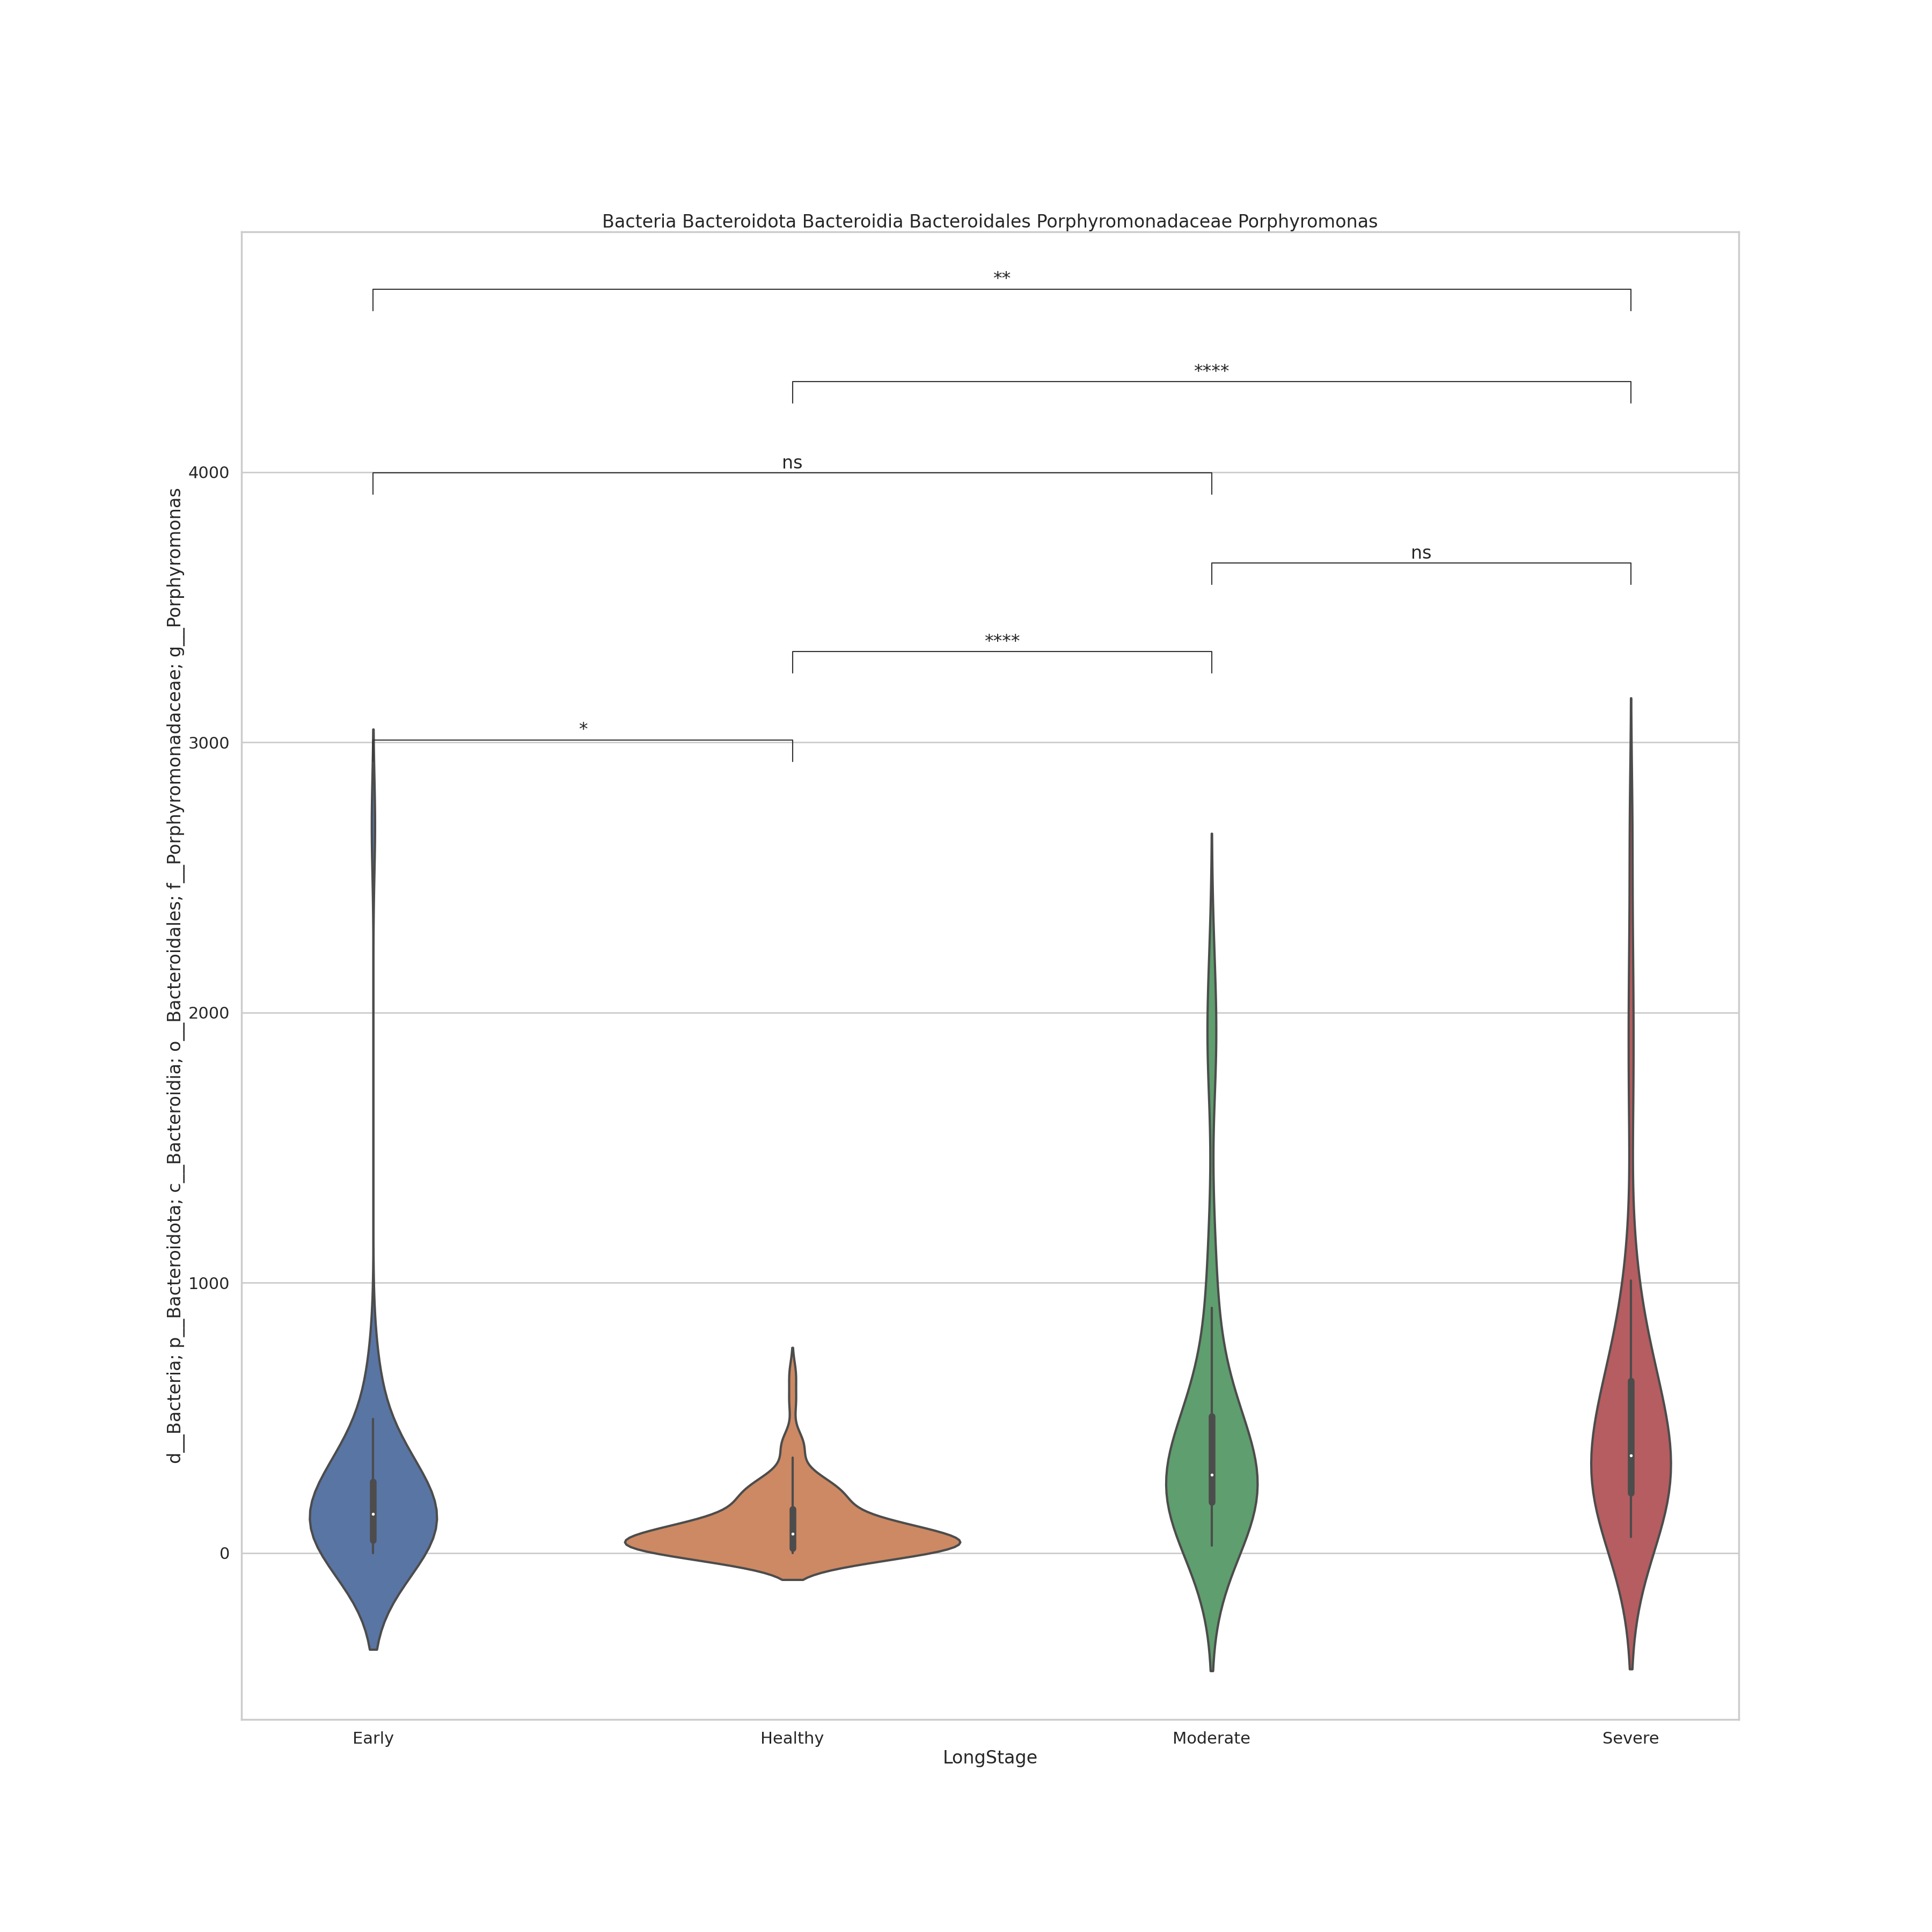 Bacteria Bacteroidota Bacteroidia Bacteroidales Porphyromonadaceae Porphyromonas
**
****
ns
ns
****
*
d__Bacteria; p__Bacteroidota; c__Bacteroidia; o__Bacteroidales; f__Porphyromonadaceae; g__Porphyromonas
4000
3000
2000
1000
0
Early Healthy Moderate Severe
LongStage